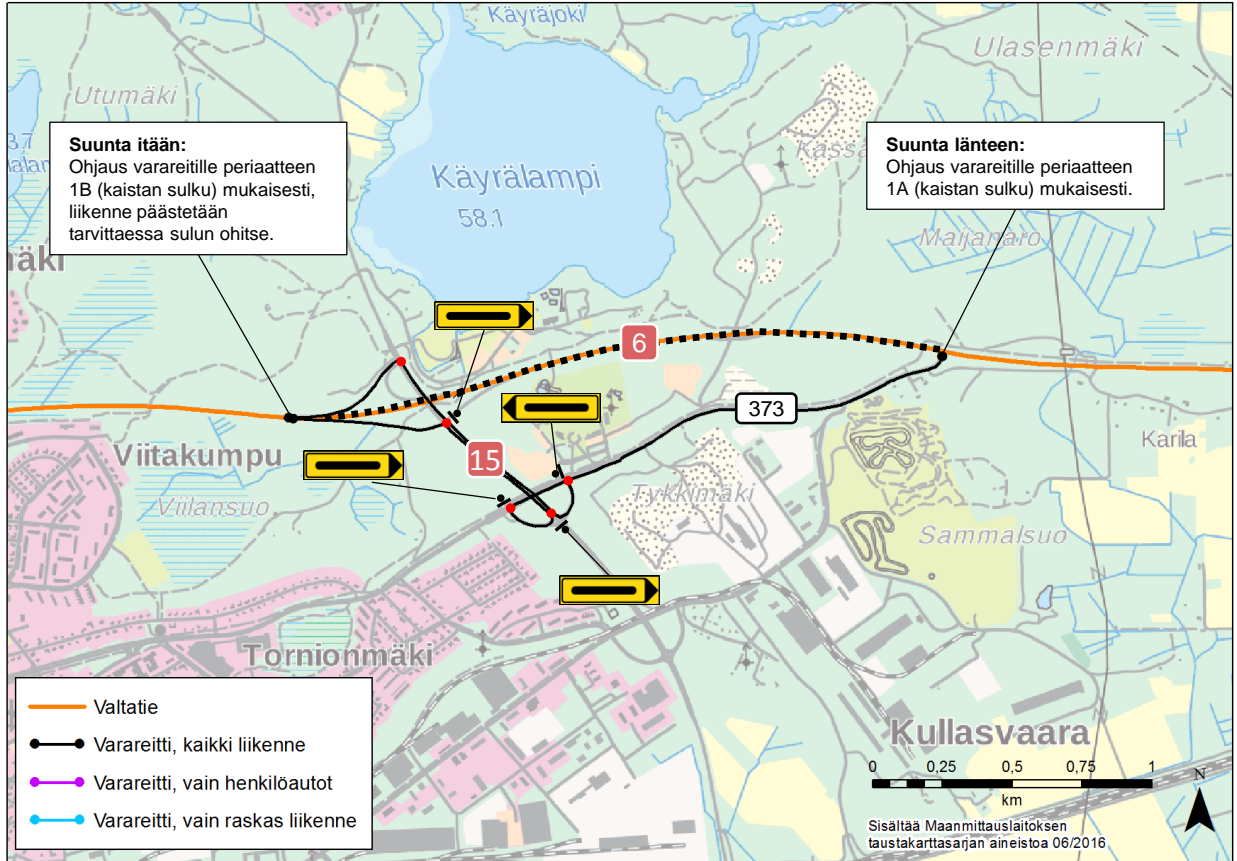 Käyräjoki
Ulasenmäki
Utumäki
Suunta itään:
Ohjaus varareitille periaatteen
1B (kaistan sulku) mukaisesti,
liikenne päästetään
tarvittaessa sulun ohitse.
Suunta länteen:
Ohjaus varareitille periaatteen
1A (kaistan sulku) mukaisesti.
Käyrälampi
58.1
Maijanaro
mäki
6
373
15
Viitakumpu
Karila
Viilansuo
Tykkimäki
Sammalsuo
Tornionmäki
Kullasvaara
Valtatie
Varareitti, kaikki liikenne
Varareitti, vain henkilöautot
Varareitti, vain raskas liikenne
0 0,25 0,5 0,75 1
km
N
Sisältää Maanmittauslaitoksen
taustakarttasarjan aineistoa 06/2016